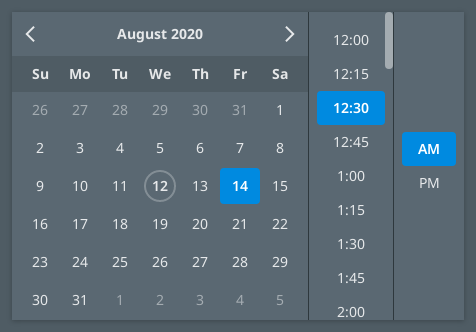 August 2020
Su Mo Tu We Th Fr Sa
26 27 28 29 30 31 1
2 3 4 5 6 7 8
9 10 11 12 13 14 15
16 17 18 19 20 21 22
23 24 25 26 27 28 29
30 31 1 2 3 4 5
12:00
12:15
12:30
12:45
1:00
1:15
1:30
1:45
2:00
AM
PM